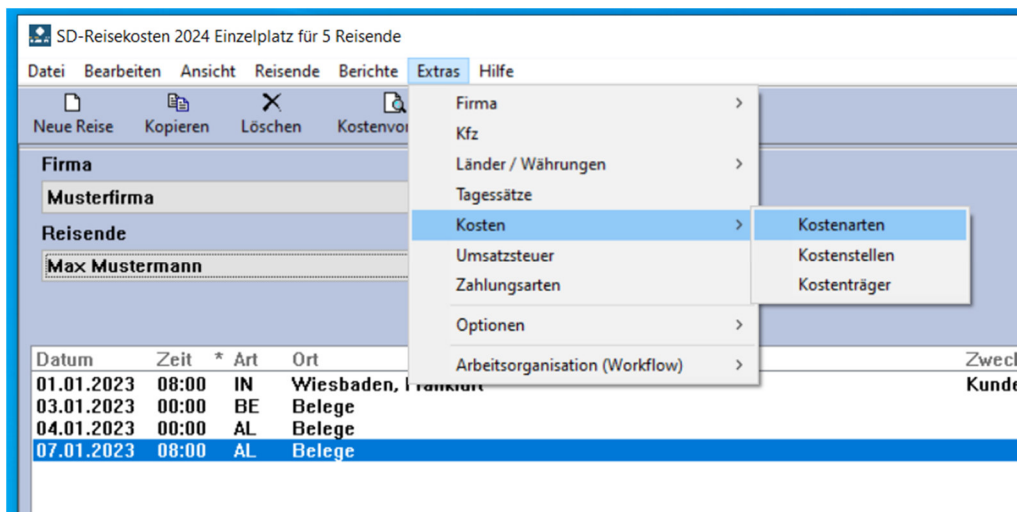 SD-Reisekosten 2024 Einzelplatz für 5 Reisende
Datei Bearbeiten Ansicht Reisende Berichte Extras Hilfe
Neue Reise Kopieren Löschen
Firma
Musterfirma
Reisende
Max Mustermann
Firma
Kfz
Länder / Währungen
Tagessätze
Kosten
Umsatzsteuer
Zahlungsarten
Optionen
Arbeitsorganisation (Workflow)
Kostenarten
Kostenstellen
Kostenträger
Datum Zeit * Art Ort
01.01.2023 08:00 IN Wiesbaden,
03.01.2023 00:00 BE Belege
04.01.2023 00:00 AL Belege
07.01.2023 08:00 AL Belege